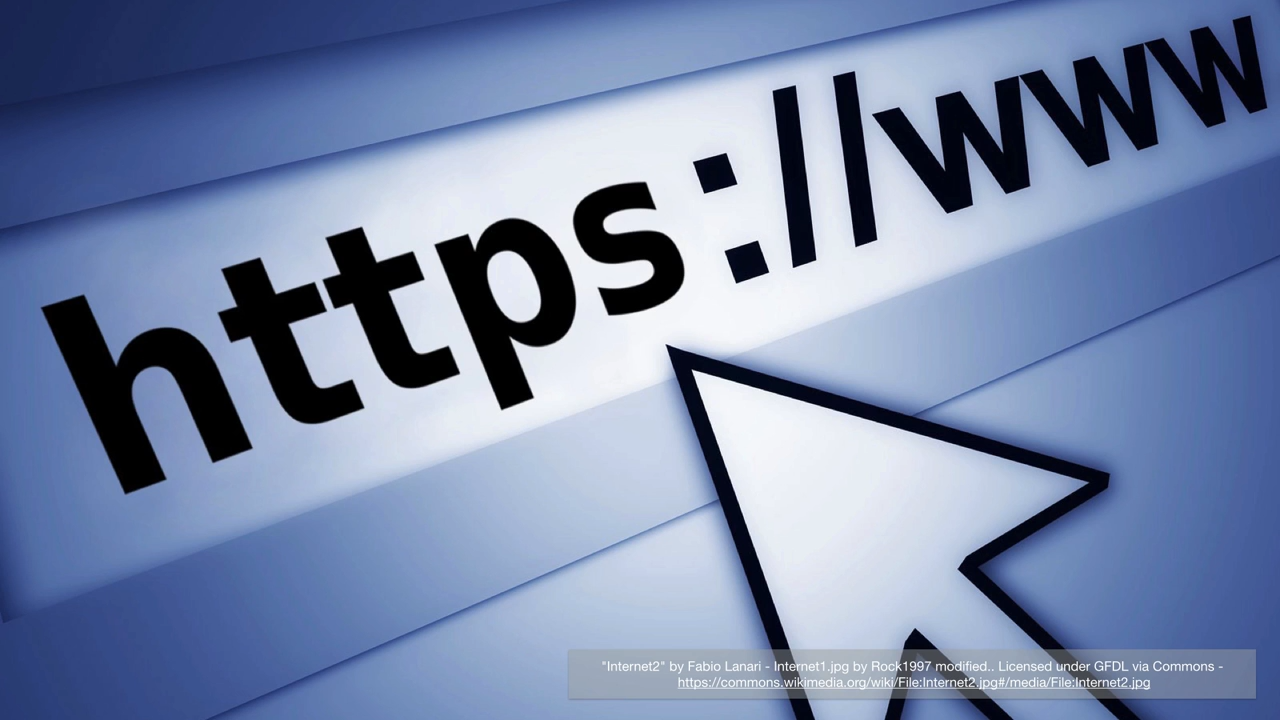 https://www
"Internet2" by Fabio Lanari - Internet1.jpg by Rock1997 modified.. Licensed under GFDL via Commons -
https://commons.wikimedia.org/wiki/File:Internet2.jpg#/media/File:Internet2.jpg